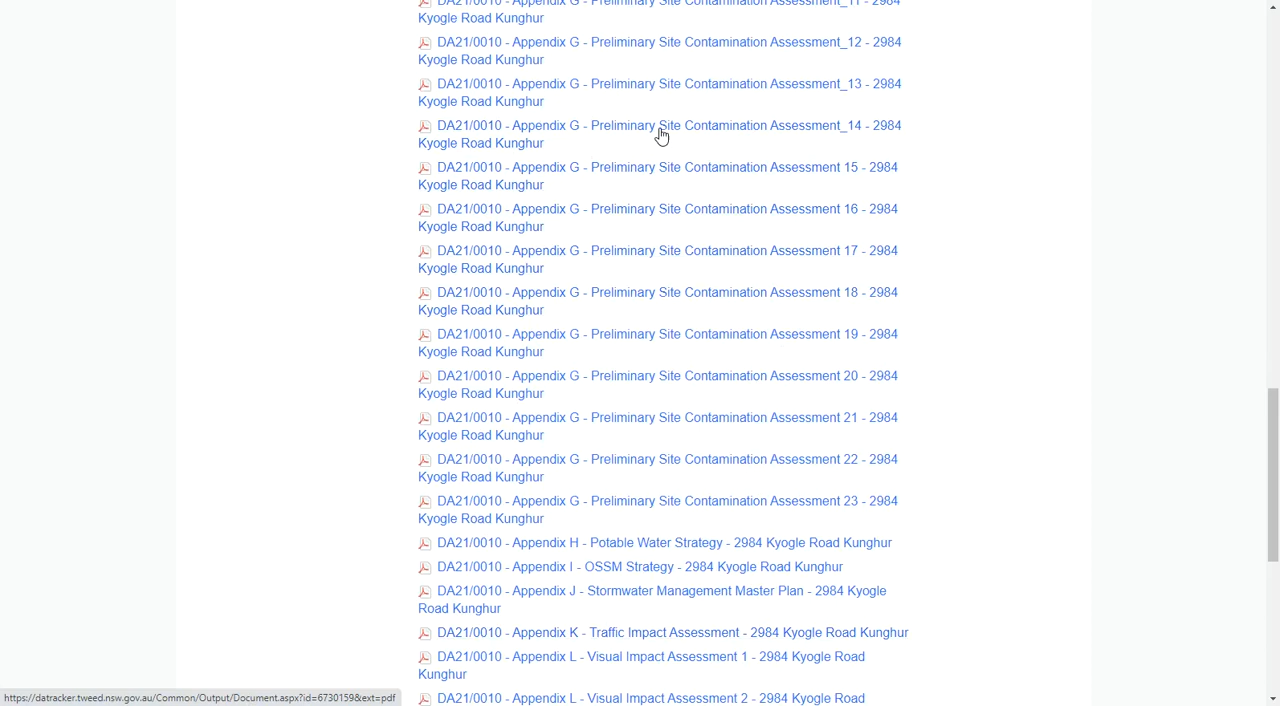 DA21/0010 - Appendix G - Preliminary Site Contamination Assessment_11 - 2984
Kyogle Road Kunghur
DA21/0010 - Appendix G - Preliminary Site Contamination Assessment_12 - 2984
Kyogle Road Kunghur
DA21/0010 - Appendix G - Preliminary Site Contamination Assessment_13 - 2984
Kyogle Road Kunghur
DA21/0010 - Appendix G - Preliminary Site Contamination Assessment_14 - 2984
Kyogle Road Kunghur
DA21/0010 - Appendix G - Preliminary Site Contamination Assessment 15 - 2984
Kyogle Road Kunghur
DA21/0010 - Appendix G - Preliminary Site Contamination Assessment 16 - 2984
Kyogle Road Kunghur
DA21/0010 - Appendix G - Preliminary Site Contamination Assessment 17 - 2984
Kyogle Road Kunghur
DA21/0010 - Appendix G - Preliminary Site Contamination Assessment 18 - 2984
Kyogle Road Kunghur
DA21/0010 - Appendix G - Preliminary Site Contamination Assessment 19 - 2984
Kyogle Road Kunghur
DA21/0010 - Appendix G - Preliminary Site Contamination Assessment 20 - 2984
Kyogle Road Kunghur
DA21/0010 - Appendix G - Preliminary Site Contamination Assessment 21 - 2984
Kyogle Road Kunghur
DA21/0010 - Appendix G - Preliminary Site Contamination Assessment 22 - 2984
Kyogle Road Kunghur
DA21/0010 - Appendix G - Preliminary Site Contamination Assessment 23 - 2984
Kyogle Road Kunghur
DA21/0010 - Appendix H - Potable Water Strategy - 2984 Kyogle Road Kunghur
DA21/0010 - Appendix I - OSSM Strategy - 2984 Kyogle Road Kunghur
DA21/0010 - Appendix J - Stormwater Management Master Plan - 2984 Kyogle
Road Kunghur
DA21/0010 - Appendix K - Traffic Impact Assessment - 2984 Kyogle Road Kunghur
DA21/0010 - Appendix L - Visual Impact Assessment 1 - 2984 Kyogle Road
Kunghur
DA21/0010 - Appendix L - Visual Impact Assessment 2 - 2984 Kyogle Road
https://datracker.tweed.nsw.gov.au/Common/Output/Document.aspx?id=6730159&ext=pdf